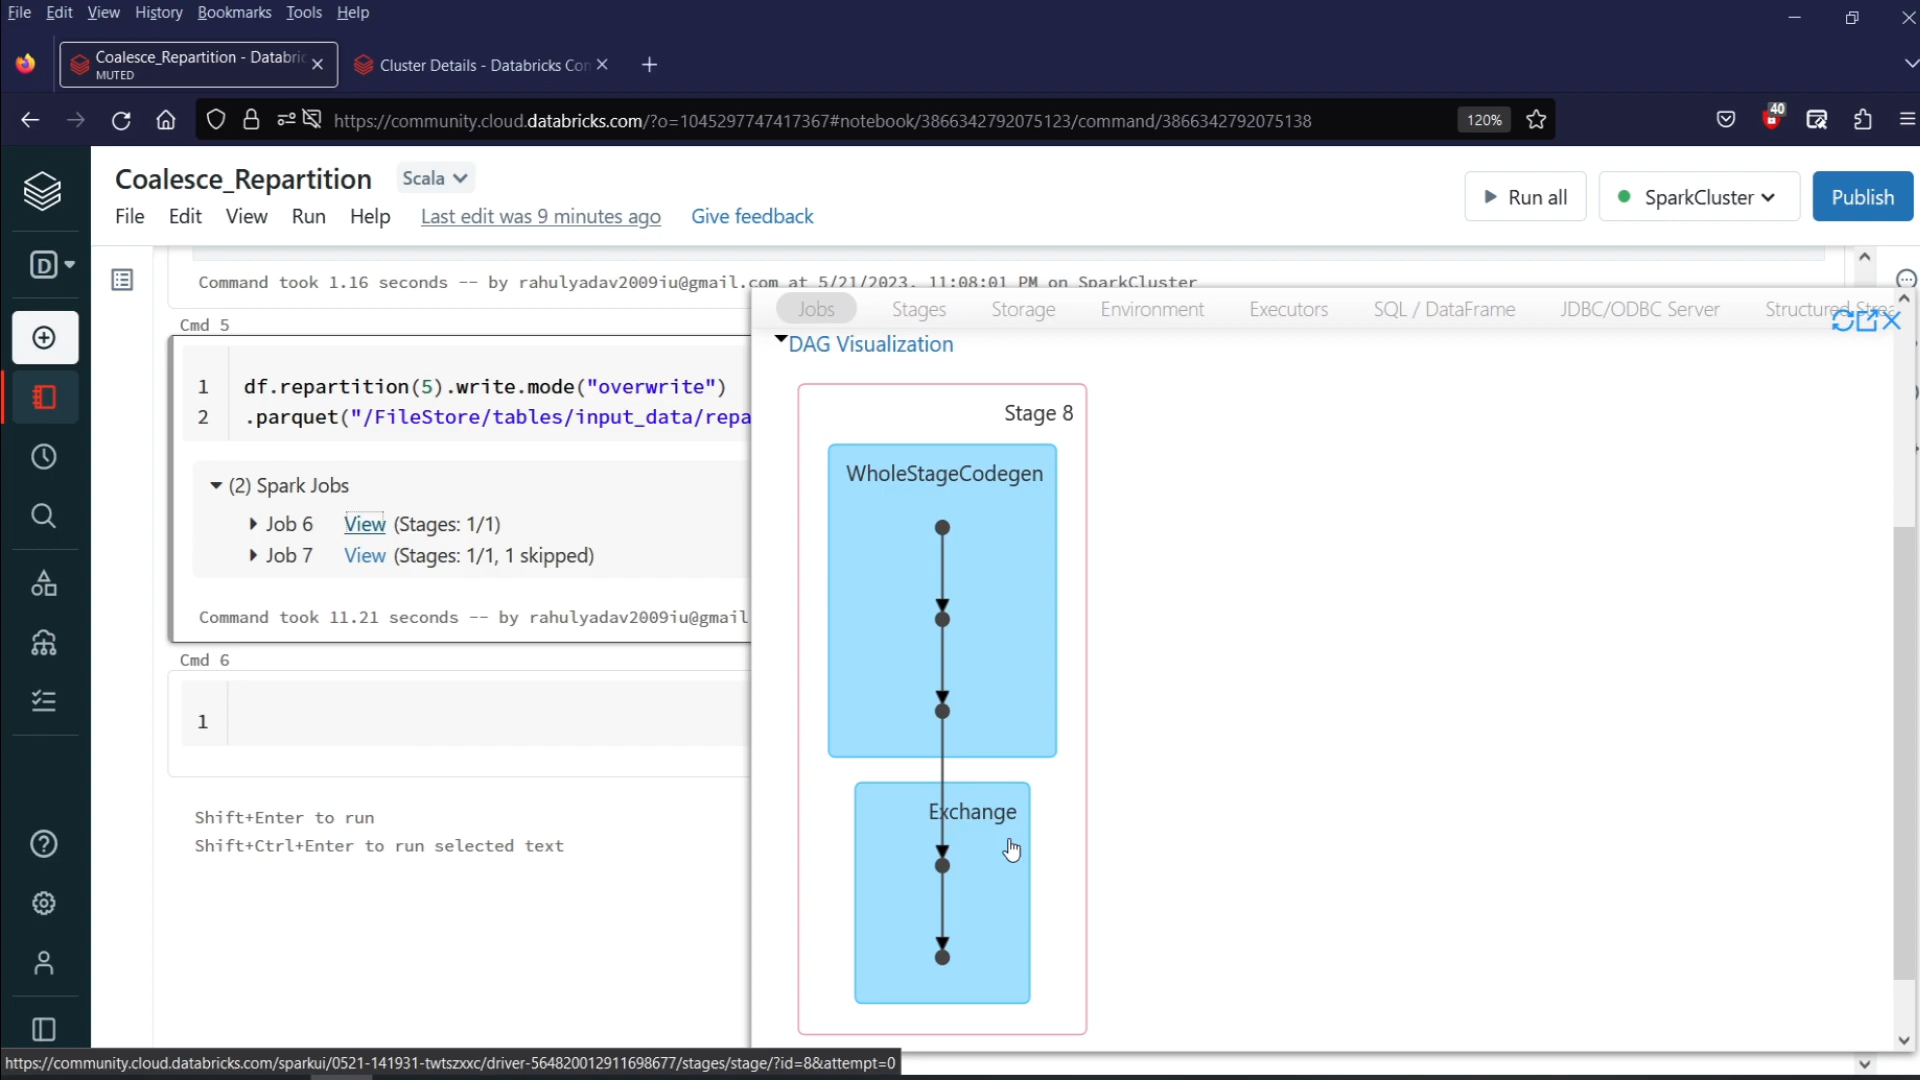 File Edit View History Bookmarks Tools Help
Coalesce_Repartition - Databric
MUTED
Cluster Details - Databricks Con
https://community.cloud.databricks.com/?o=1045297747417367#notebook/3866342792075123/command/3866342792075138
120%
40
Coalesce_Repartition
Scala
Run all
SparkCluster
Publish
File Edit View Run Help Last edit was 9 minutes ago Give feedback
D
Command took 1.16 seconds -- by rahulyadav2009iu@gmail.com at 5/21/2023, 11:08:01 PM on SparkCluster
Jobs Stages Storage Environment Executors SQL / DataFrame JDBC/ODBC Server Structured Strea
Cmd 5
DAG Visualization
1 df.repartition(5).write.mode("overwrite")
2 .parquet("/FileStore/tables/input_data/repa
(2) Spark Jobs
Job 6 View (Stages: 1/1)
Job 7 View (Stages: 1/1, 1 skipped)
Command took 11.21 seconds -- by rahulyadav2009iu@gmail
Cmd 6
1
Shift+Enter to run
Shift+Ctrl+Enter to run selected text
Stage 8
WholeStageCodegen
Exchange
https://community.cloud.databricks.com/sparkui/0521-141931-twtszxxc/driver-564820012911698677/stages/stage/?id=8&attempt=0